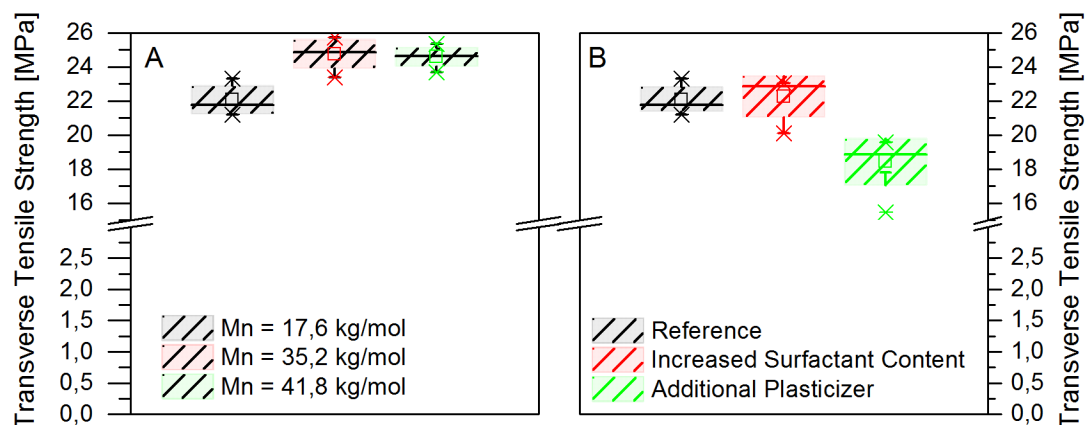 Transverse Tensile Strength [MPa]
26
24
22
20
18
16
2,5
2,0
1,5
1,0
0,5
0,0
A
Mn = 17,6 kg/mol
Mn = 35,2 kg/mol
Mn = 41,8 kg/mol
B
Reference
Increased Surfactant Content
Additional Plasticizer
26
24
22
20
18
16
2,5
2,0
1,5
1,0
0,5
0,0
Transverse Tensile Strength [MPa]